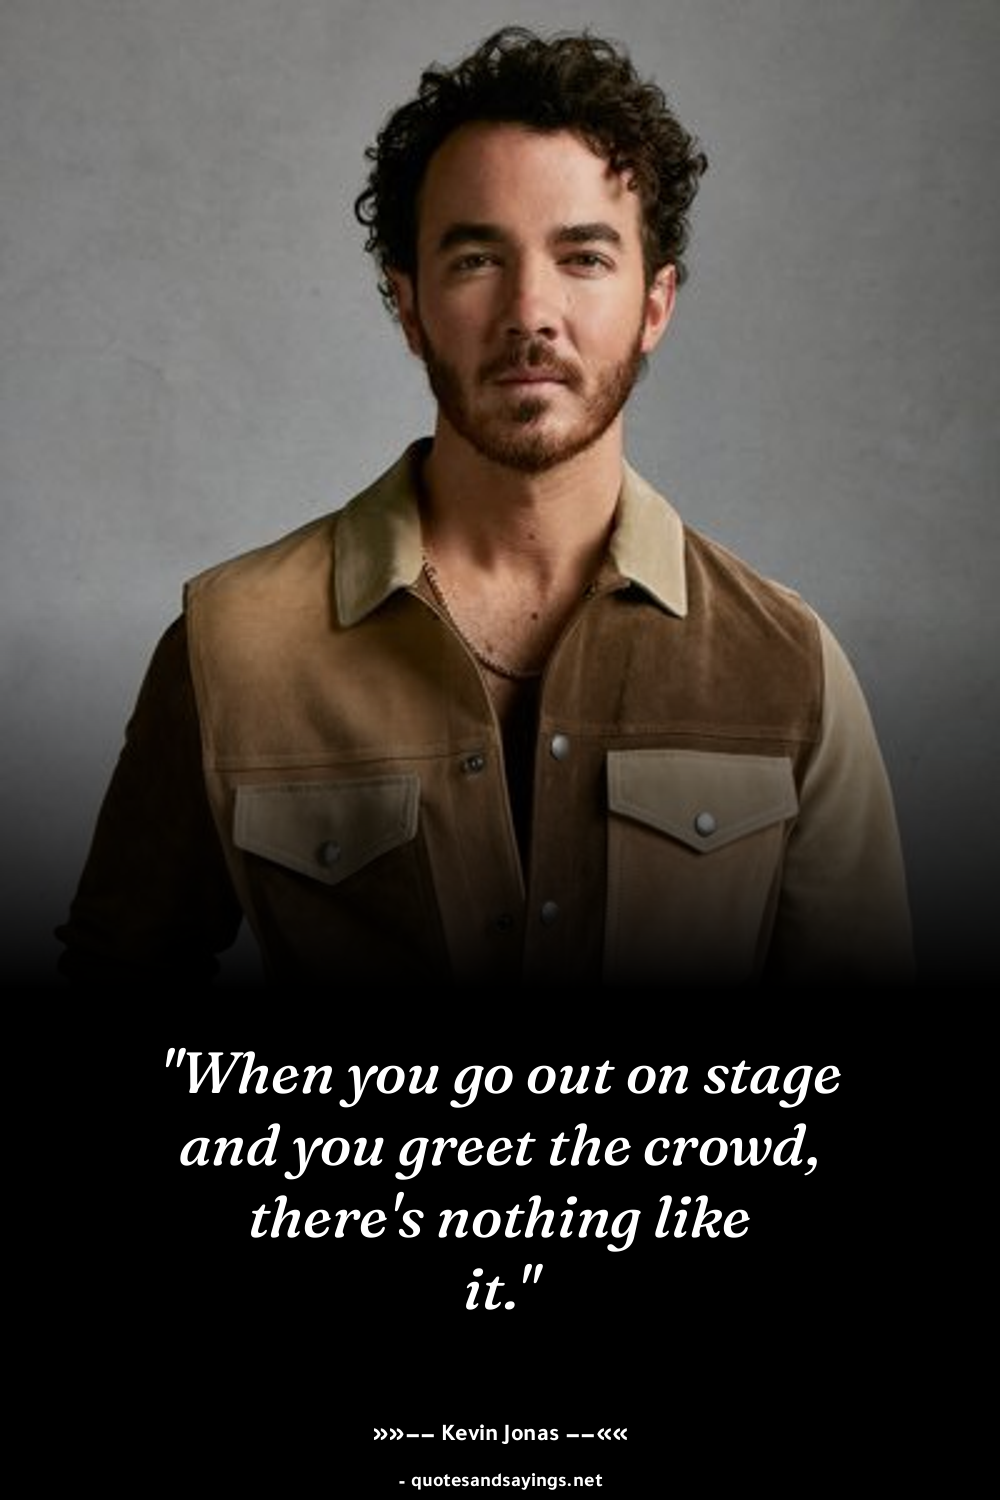 "When you go out on stage
and you greet the crowd,
there's nothing like
it."
»»–– Kevin Jonas ––««
- quotesandsayings.net